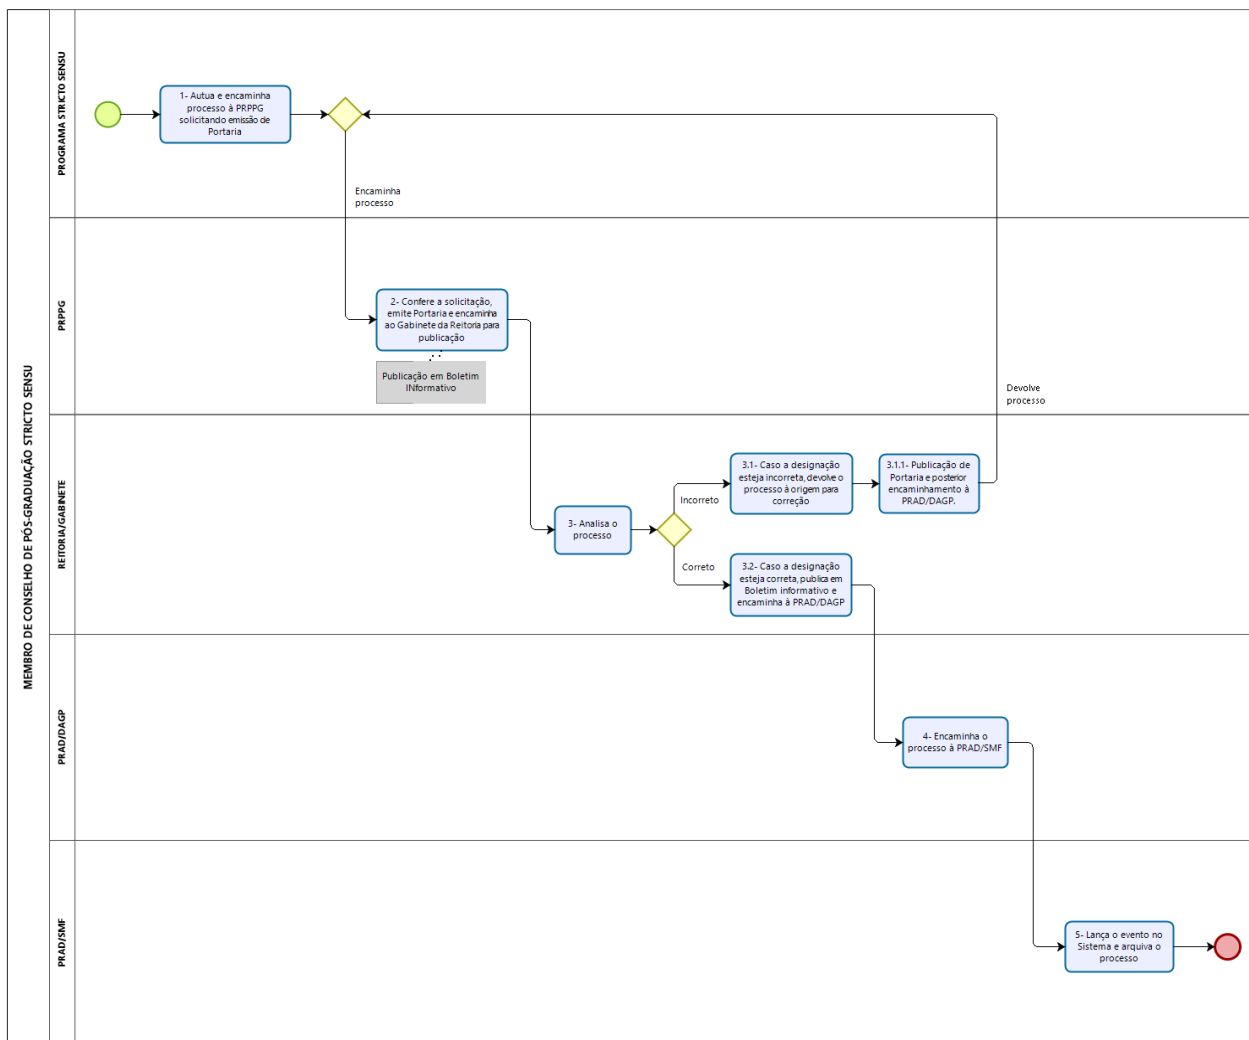 MEMBRO DE CONSELHO DE PÓS-GRADUAÇÃO STRICTO SENSU
PROGRAMA STRICTO SENSU
1- Autua e encaminha
processo à PRPPG
solicitando emissão de
Portaria
Encaminha
processo
PRPPG
2- Confere a solicitação,
emite Portaria e encaminha
ao Gabinete da Reitoria para
publicação
Publicação em Boletim
INformativo
Devolve
processo
REITORIA/GABINETE
3- Analisa o
processo
Incorreto
3.1- Caso a designação
esteja incorreta, devolve o
processo à origem para
correção
3.1.1- Publicação de
Portaria e posterior
encaminhamento à
PRAD/DAGP.
Correto
3.2- Caso a designação
esteja correta, publica em
Boletim informativo e
encaminha à PRAD/DAGP
PRAD/DAGP
4- Encaminha o
processo à PRAD/SMF
PRAD/SMF
5- Lança o evento no
Sistema e arquiva o
processo